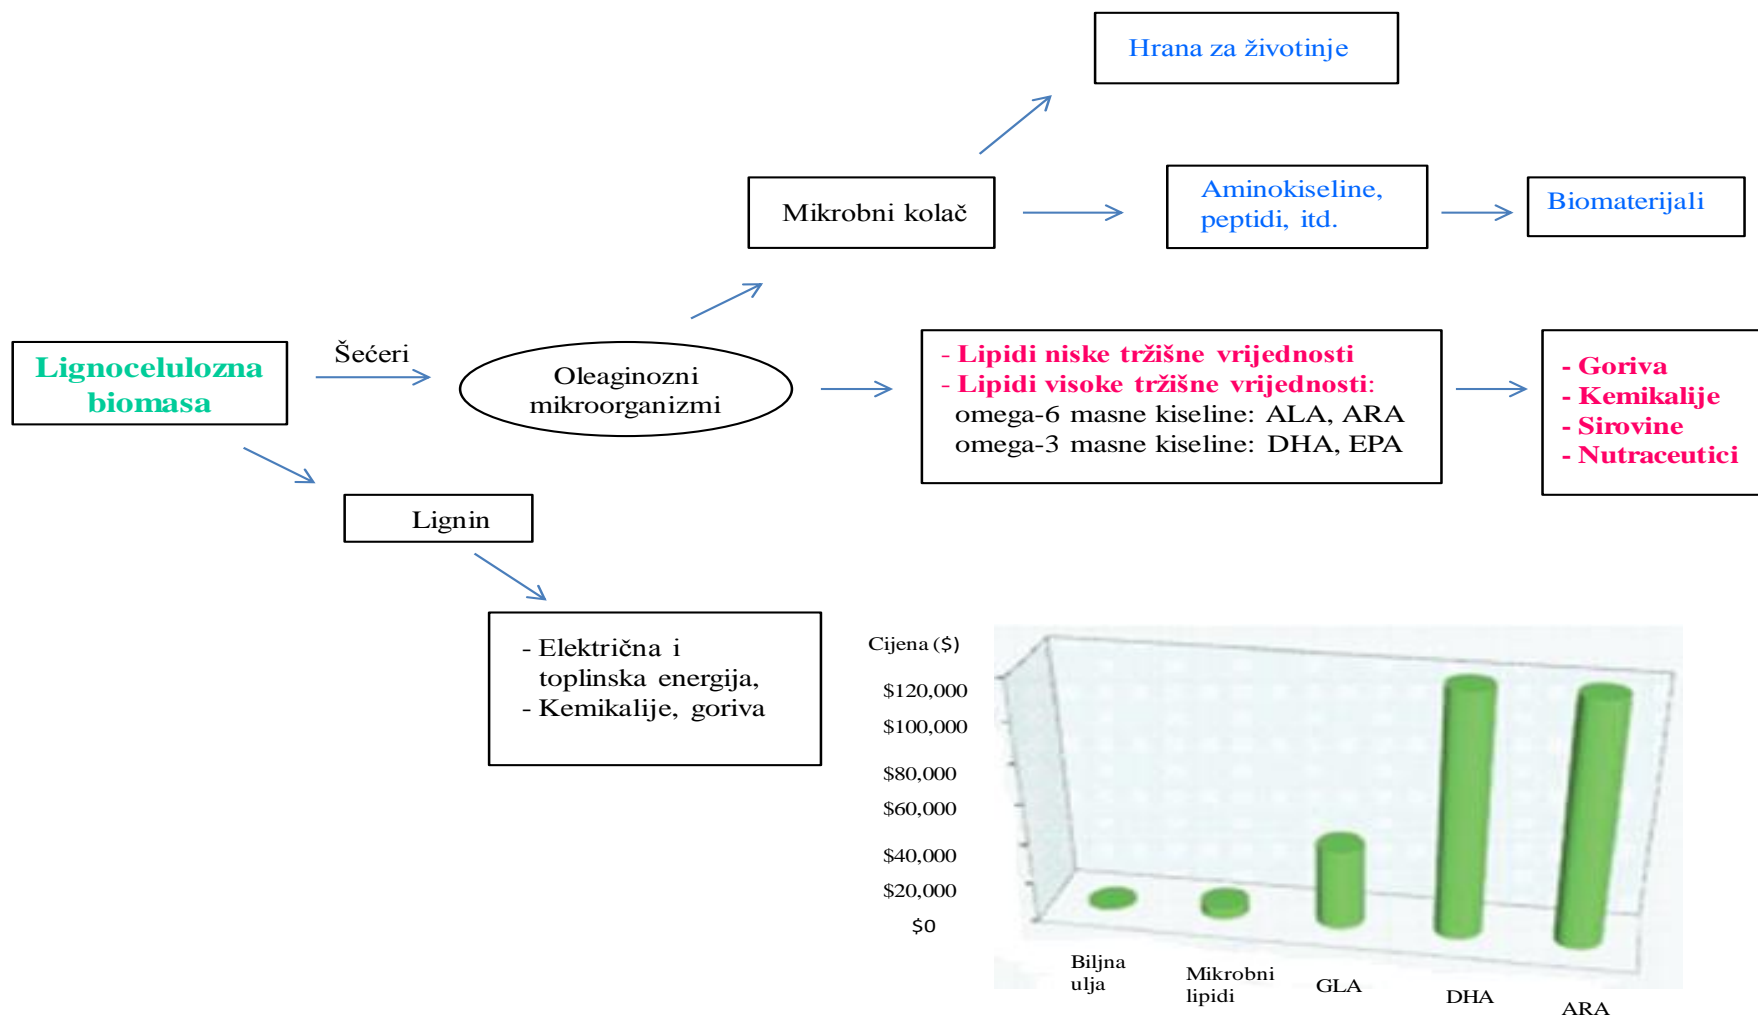 Hrana za životinje
Mikrobni kolač
Aminokiseline,
peptidi, itd.
Biomaterijali
Lignocelulozna
biomasa
Šećeri
Oleaginozni
mikroorganizmi
- Lipidi niske tržišne vrijednosti
- Lipidi visoke tržišne vrijednosti:
omega-6 masne kiseline: ALA, ARA
omega-3 masne kiseline: DHA, EPA
- Goriva
- Kemikalije
- Sirovine
- Nutraceutici
Lignin
- Elėktrična i
toplinska energija,
- Kemikalije, goriva
Cijena ($)
$120,000
$100,000
$80,000
$60,000
$40,000
$20,000
$0
Biljna
ulja
Mikrobni
lipidi
GLA
DHA
ARA